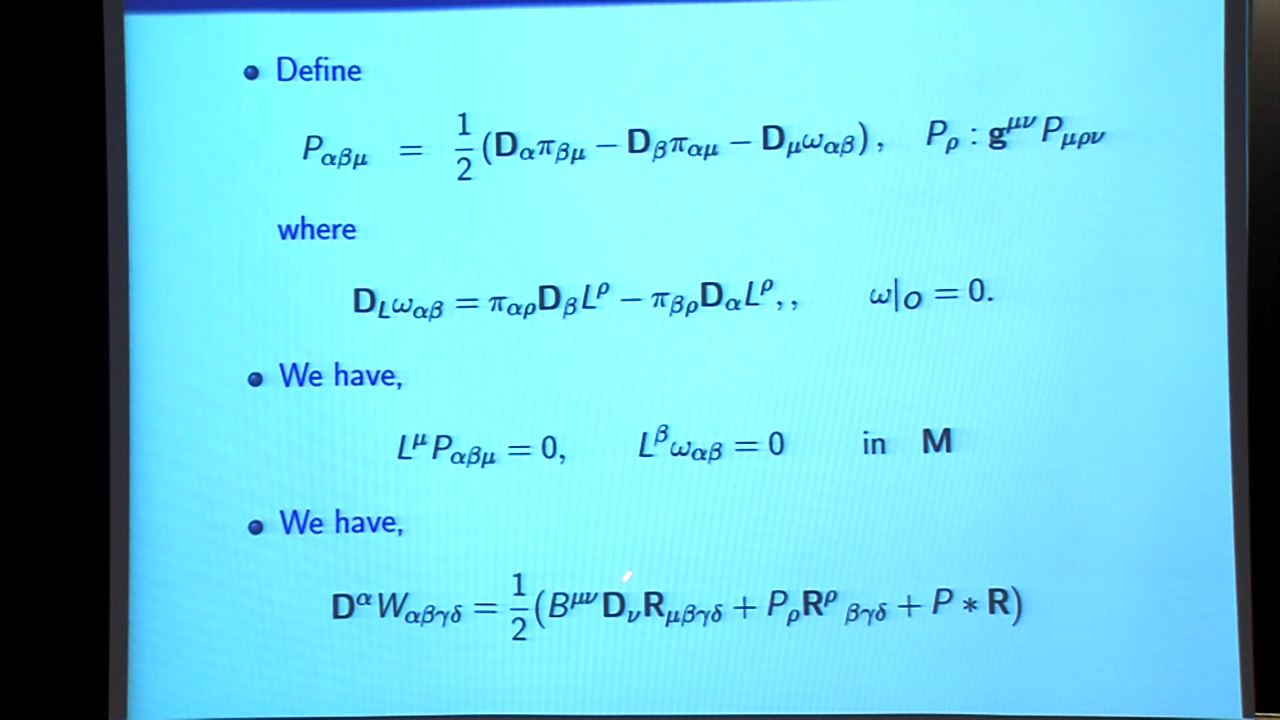 • Define
P_{αβμ} = \frac{1}{2}(𝐃_α π_{βμ} − 𝐃_β π_{αμ} − 𝐃_μ ω_{αβ}), P_ρ : 𝐠^{μν} P_{μρν}
where
𝐃_L ω_{αβ} = π_{αρ} 𝐃_β L^ρ − π_{βρ} 𝐃_α L^ρ, , ω|_O = 0.
• We have,
L^μ P_{αβμ} = 0, L^β ω_{αβ} = 0 in 𝐌
• We have,
𝐃^α W_{αβγδ} = \frac{1}{2}(B^{μν} 𝐃_ν 𝐑_{μβγδ} + P_ρ 𝐑^ρ _{βγδ} + P ∗ 𝐑)